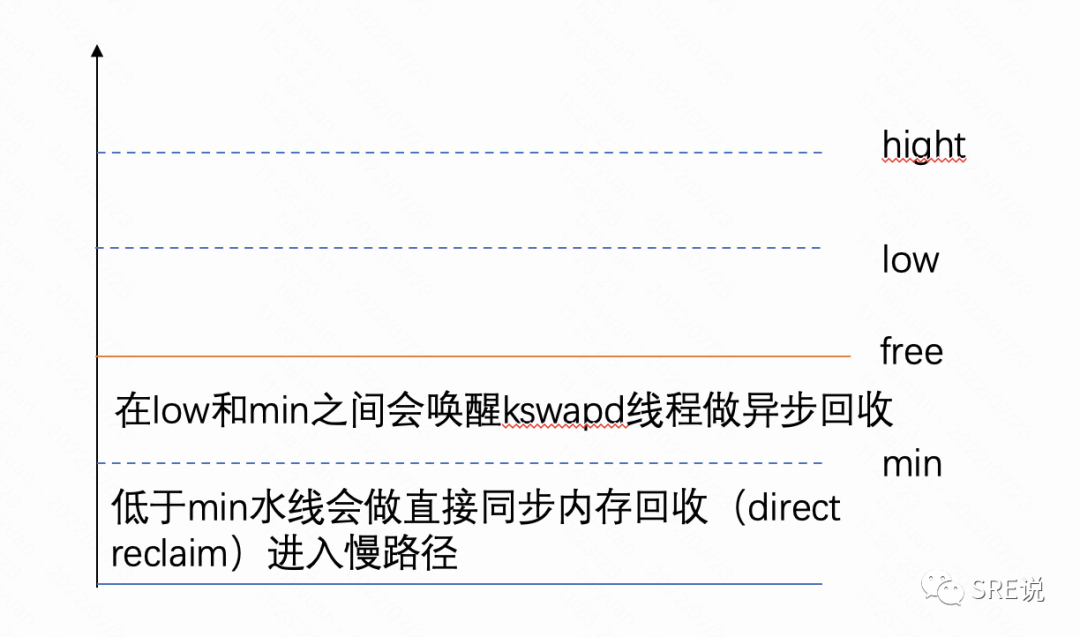 hight
low
free
在low和min之间会唤醒kswapd线程做异步回收
min
低于min水线会做直接同步内存回收（direct
reclaim）进入慢路径
SRE说